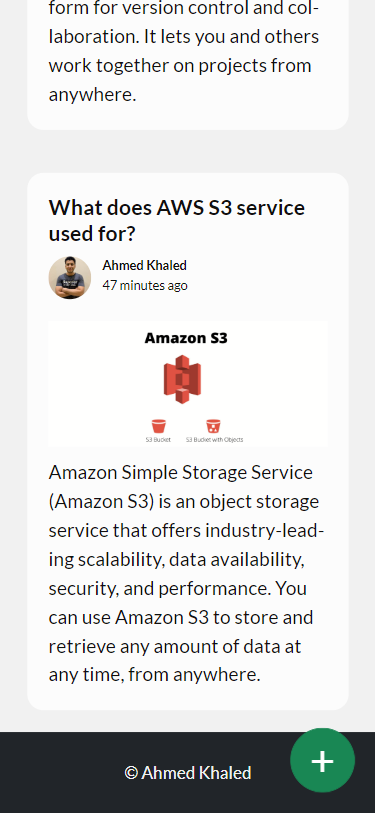 form for version control and col-
laboration. It lets you and others
work together on projects from
anywhere.
What does AWS S3 service
used for?
Ahmed Khaled
47 minutes ago
Amazon S3
S3 Bucket
S3 Bucket with Objects
Amazon Simple Storage Service
(Amazon S3) is an object storage
service that offers industry-lead-
ing scalability, data availability,
security, and performance. You
can use Amazon S3 to store and
retrieve any amount of data at
any time, from anywhere.
© Ahmed Khaled
+